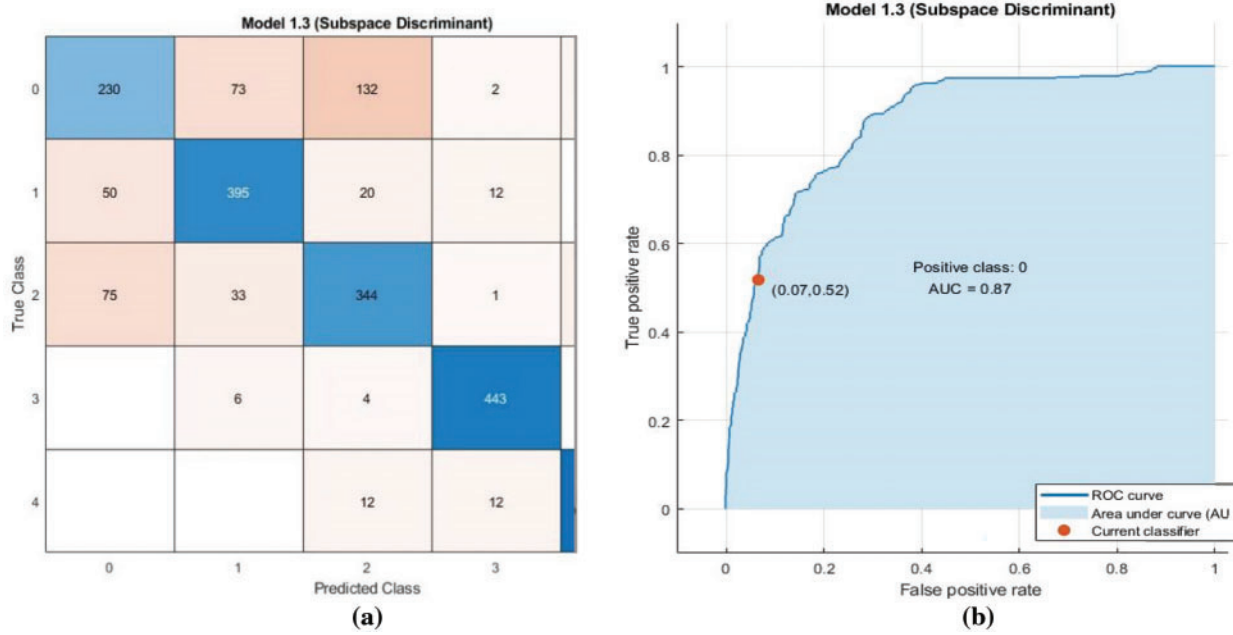 Model 1.3 (Subspace Discriminant)
0 230 73 132 2
1 50 395 20 12
2 75 33 344 1
3 6 4 443
4 12 12
0 1 2 3
True Class
Predicted Class
(a)
Model 1.3 (Subspace Discriminant)
1
0.8
0.6
0.4
0.2
0
True positive rate
(0.07,0.52)
Positive class: 0
AUC = 0.87
ROC curve
Area under curve (AU
Current classifier
0 0.2 0.4 0.6 0.8 1
False positive rate
(b)